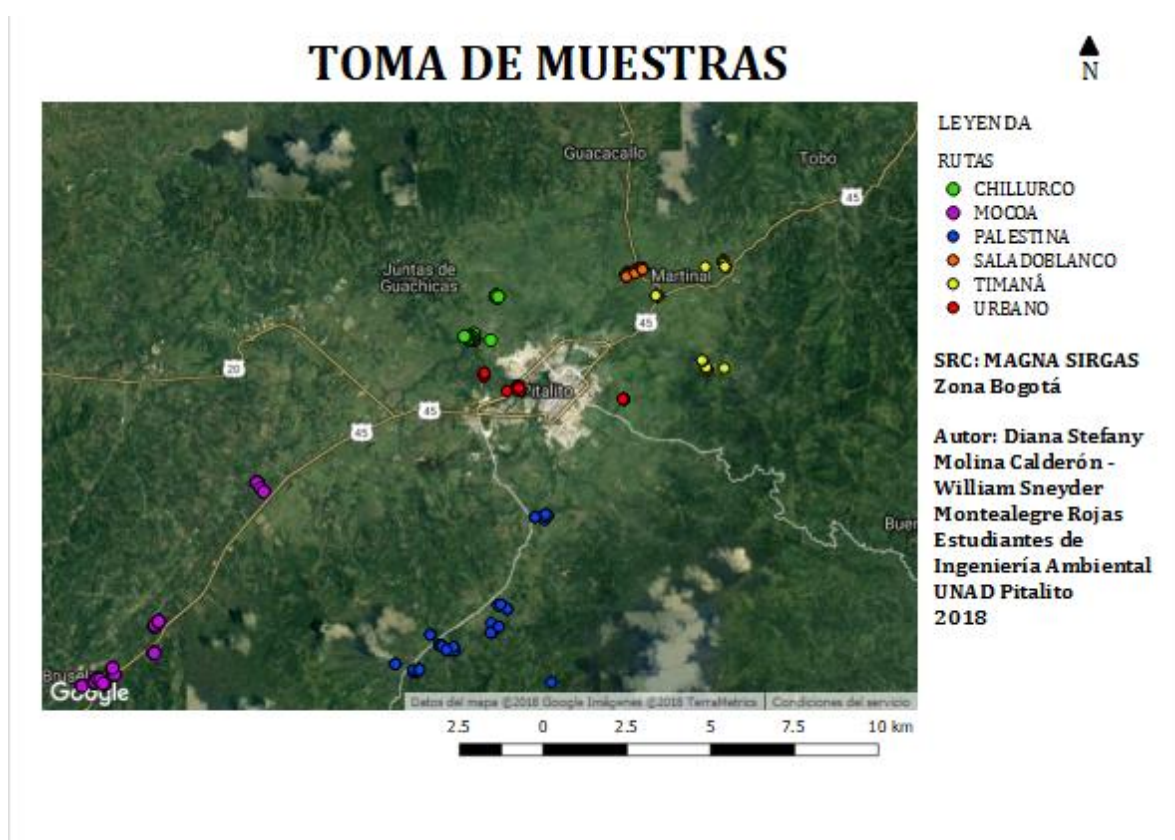 TOMA DE MUESTRAS
N
Guacacallo
Tobo
45
Juntas de
Guachicas
Martinal
45
20
Pitalito
45
45
Bruselas
Google
Datos del mapa ©2018 Google Imágenes ©2018 TerraMetrics
Condiciones del servicio
2.5 0 2.5 5 7.5 10 km
LEYENDA
RUTAS
CHILLURCO
MOCOA
PALESTINA
SALADOBLANCO
TIMANÁ
URBANO
SRC: MAGNA SIRGAS
Zona Bogotá
Autor: Diana Stefany
Molina Calderón -
William Sneyder
Montealegre Rojas
Estudiantes de
Ingeniería Ambiental
UNAD Pitalito
2018